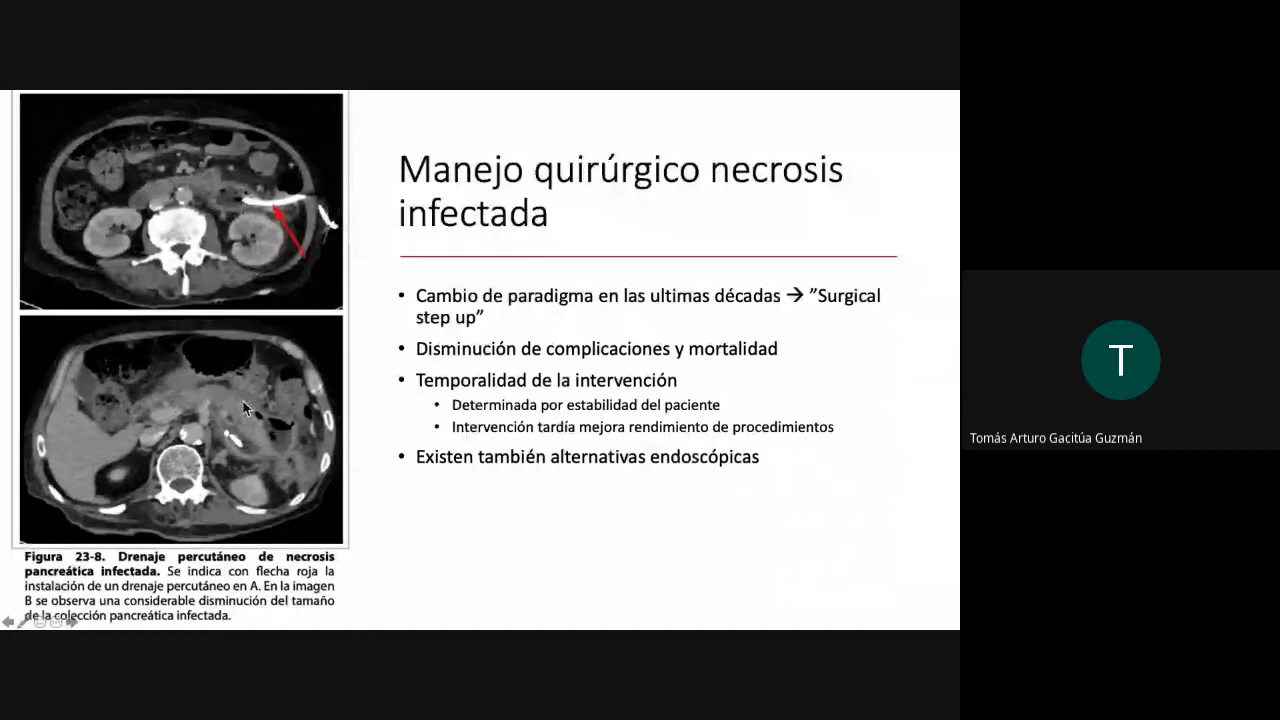 Manejo quirúrgico necrosis
infectada
• Cambio de paradigma en las ultimas décadas → ”Surgical
step up”
• Disminución de complicaciones y mortalidad
• Temporalidad de la intervención
• Determinada por estabilidad del paciente
• Intervención tardía mejora rendimiento de procedimientos
• Existen también alternativas endoscópicas
Figura 23-8. Drenaje percutáneo de necrosis
pancreática infectada. Se indica con flecha roja la
instalación de un drenaje percutáneo en A. En la imagen
B se observa una considerable disminución del tamaño
de la colección pancreática infectada.
T
Tomás Arturo Gacitúa Guzmán